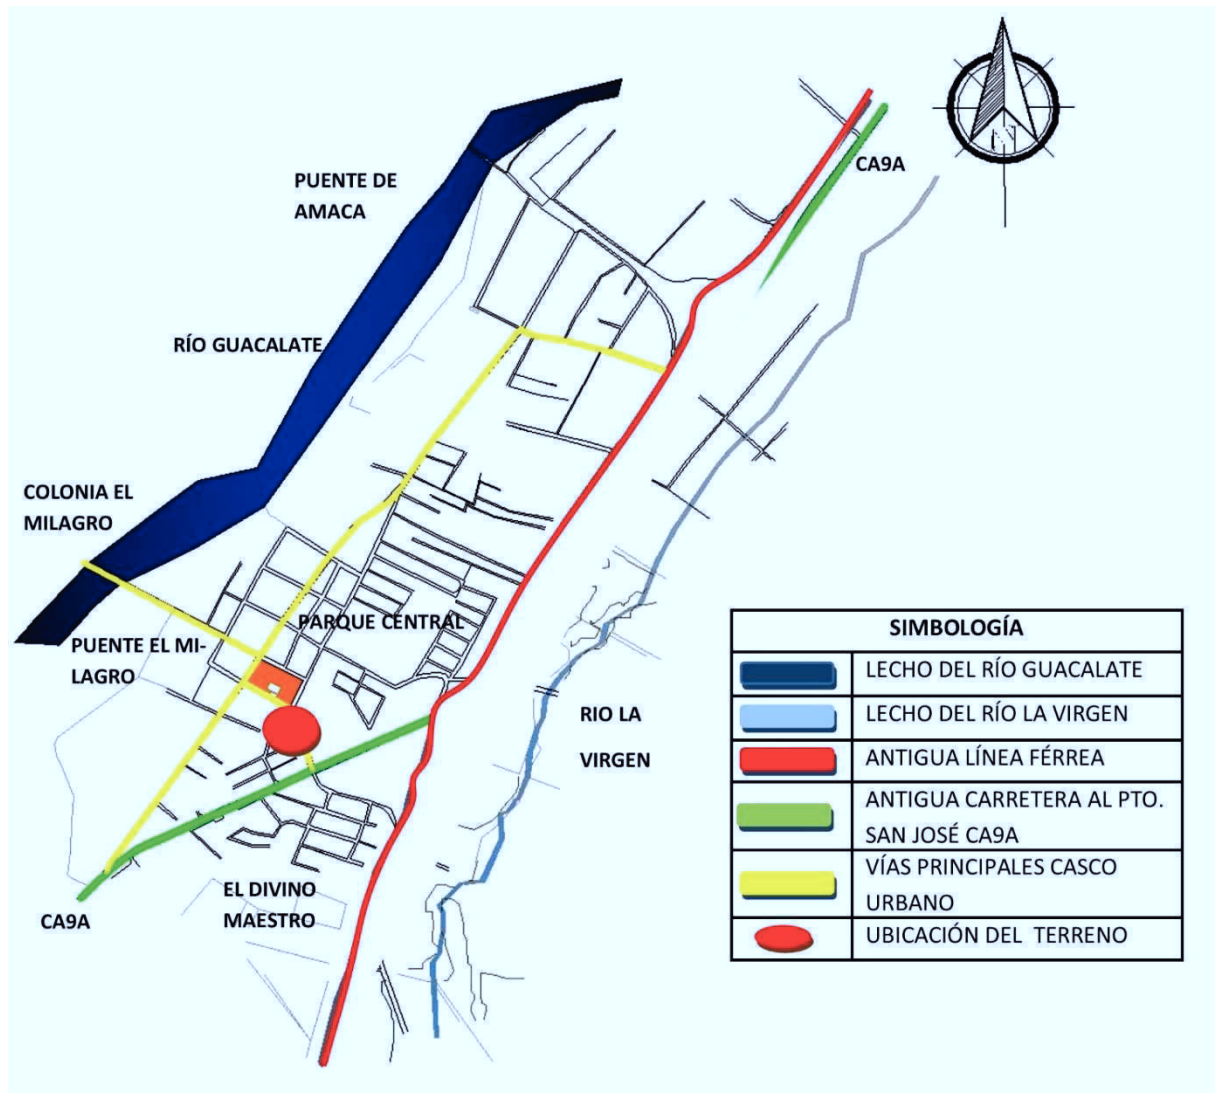 N
CA9A
PUENTE DE
AMACA
RÍO GUACALATE
COLONIA EL
MILAGRO
PARQUE CENTRAL
PUENTE EL MI-
LAGRO
RIO LA
VIRGEN
EL DIVINO
MAESTRO
CA9A
SIMBOLOGÍA
LECHO DEL RÍO GUACALATE
LECHO DEL RÍO LA VIRGEN
ANTIGUA LÍNEA FÉRREA
ANTIGUA CARRETERA AL PTO.
SAN JOSÉ CA9A
VÍAS PRINCIPALES CASCO
URBANO
UBICACIÓN DEL TERRENO